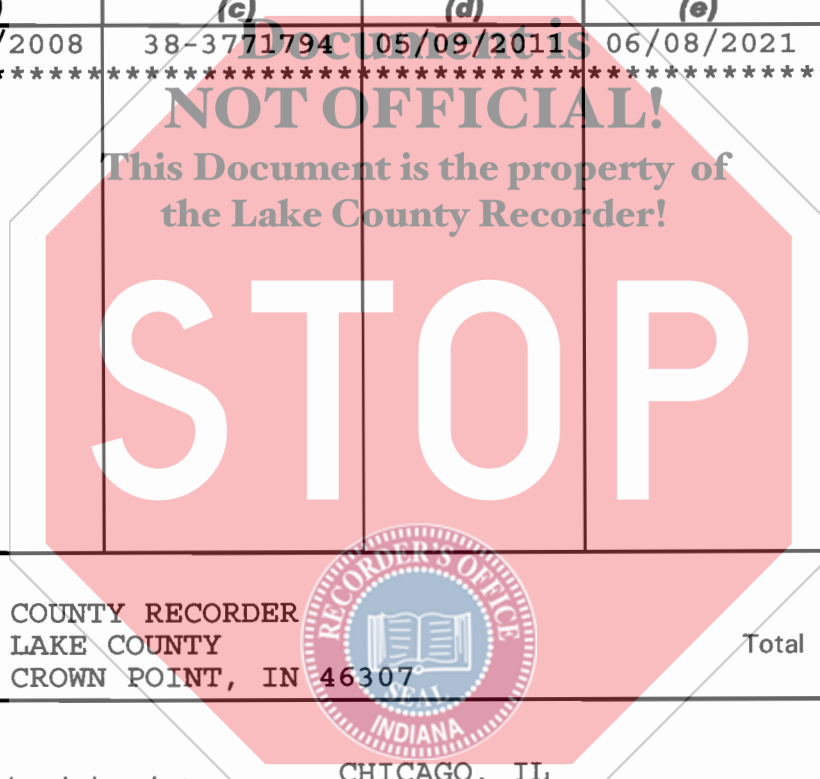 (c) (d) (e)
/2008 38-3771794 05/09/2011 06/08/2021
Document is
********************************************************
NOT OFFICIAL!
This Document is the property of
the Lake County Recorder!
STOP
RECORDER'S OFFICE
COUNTY RECORDER
LAKE COUNTY Total
CROWN POINT, IN 46307
SEAL
INDIANA
CHICAGO, IL